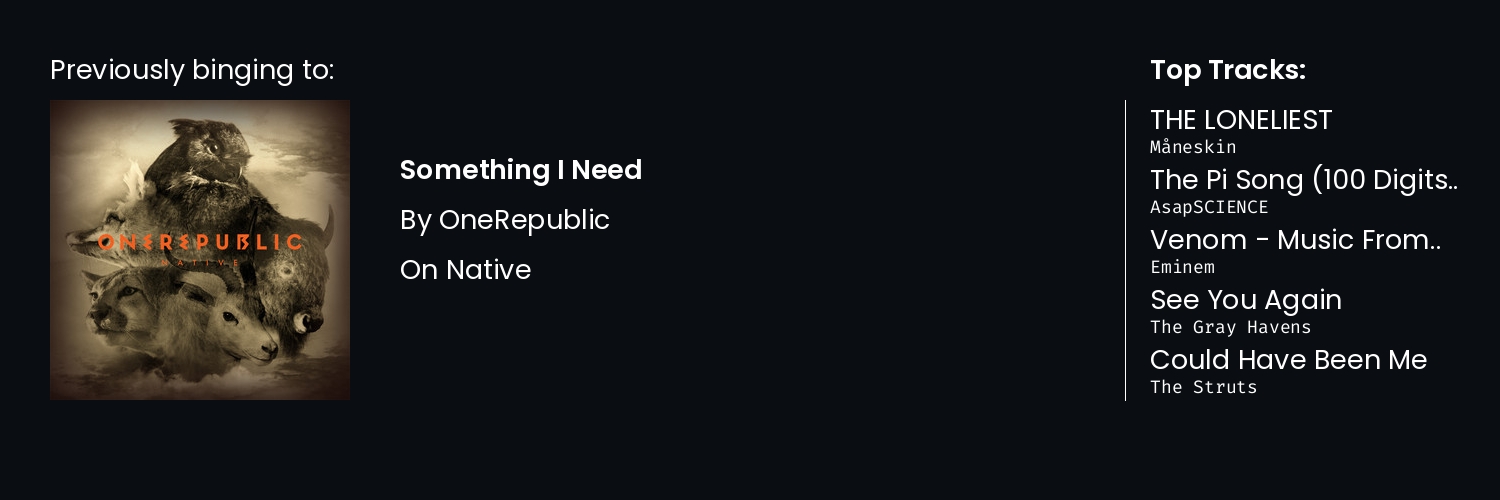 Previously binging to:
ONEREPUBLIC
NATIVE
Something I Need
By OneRepublic
On Native
Top Tracks:
THE LONELIEST
Måneskin
The Pi Song (100 Digits..
AsapSCIENCE
Venom - Music From..
Eminem
See You Again
The Gray Havens
Could Have Been Me
The Struts